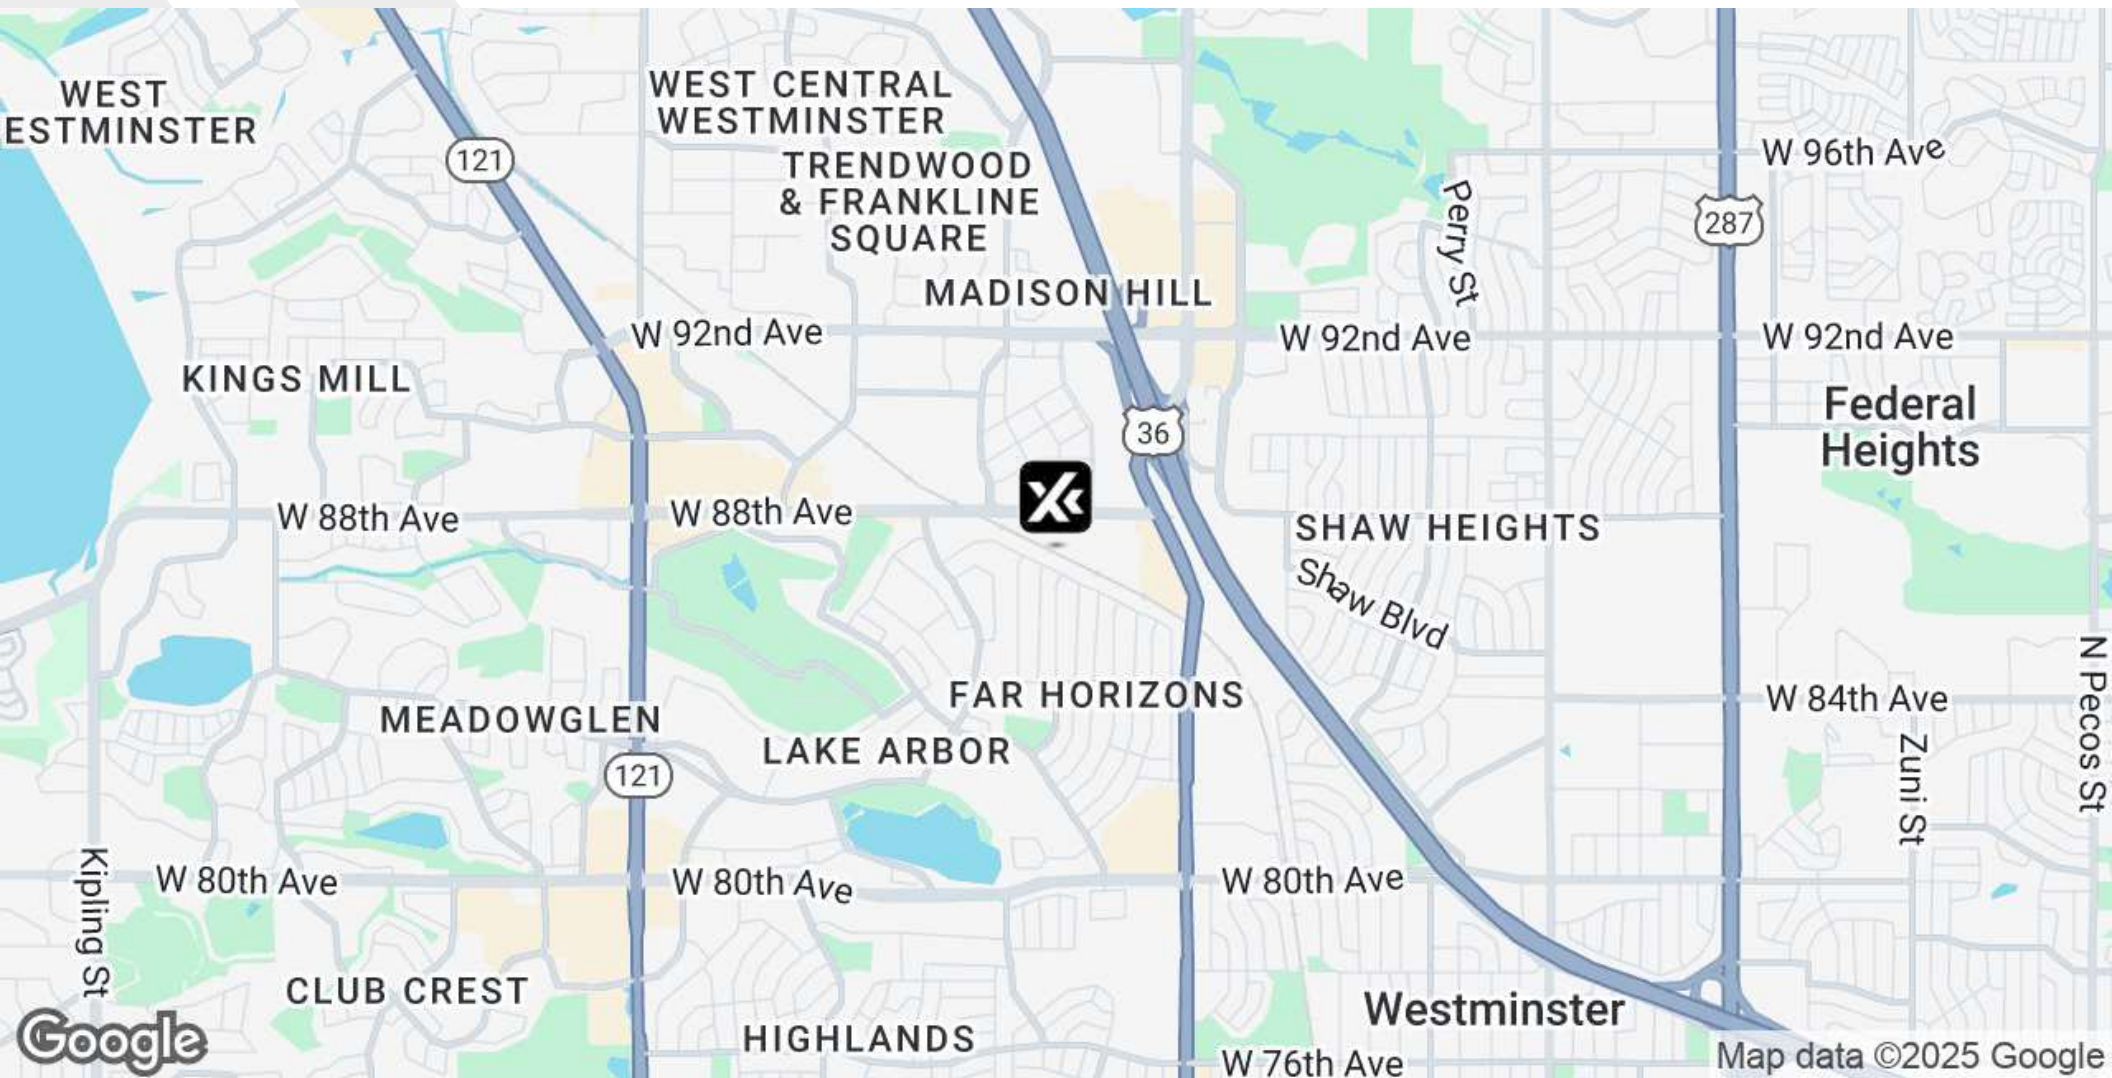 WEST
ESTMINSTER
WEST CENTRAL
WESTMINSTER
121
TRENDWOOD
& FRANKLINE
SQUARE
W 96th Ave
Perry St
287
MADISON HILL
W 92nd Ave
W 92nd Ave
W 92nd Ave
KINGS MILL
Federal
Heights
36
W 88th Ave
W 88th Ave
SHAW HEIGHTS
Shaw Blvd
N Pecos St
FAR HORIZONS
W 84th Ave
MEADOWGLEN
LAKE ARBOR
Zuni St
121
Kipling St
W 80th Ave
W 80th Ave
W 80th Ave
CLUB CREST
Westminster
HIGHLANDS
Google
W 76th Ave
Map data ©2025 Google